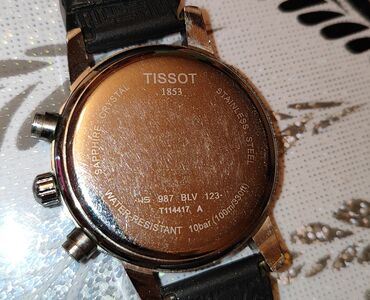 TISSOT
1853
SAPPHIRE CRYSTAL
STAINLESS-STEEL
987 BLV 123-
T114417 A
WATER-RESISTANT 10bar (100m/330ft)